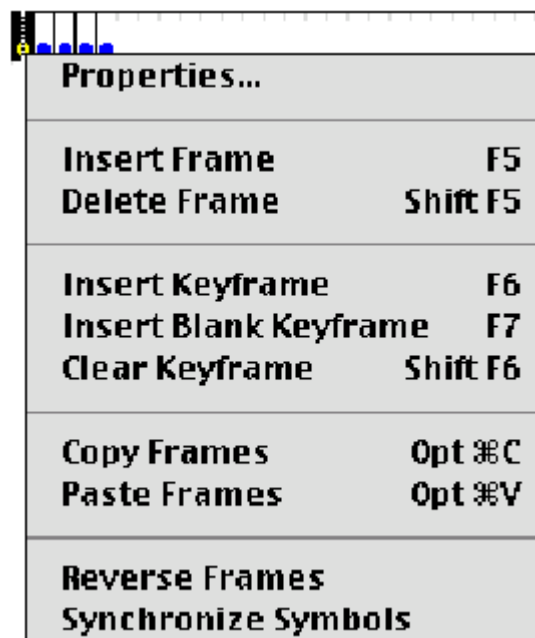 Properties...
Insert Frame F5
Delete Frame Shift F5
Insert Keyframe F6
Insert Blank Keyframe F7
Clear Keyframe Shift F6
Copy Frames Opt ⌘C
Paste Frames Opt ⌘V
Reverse Frames
Synchronize Symbols